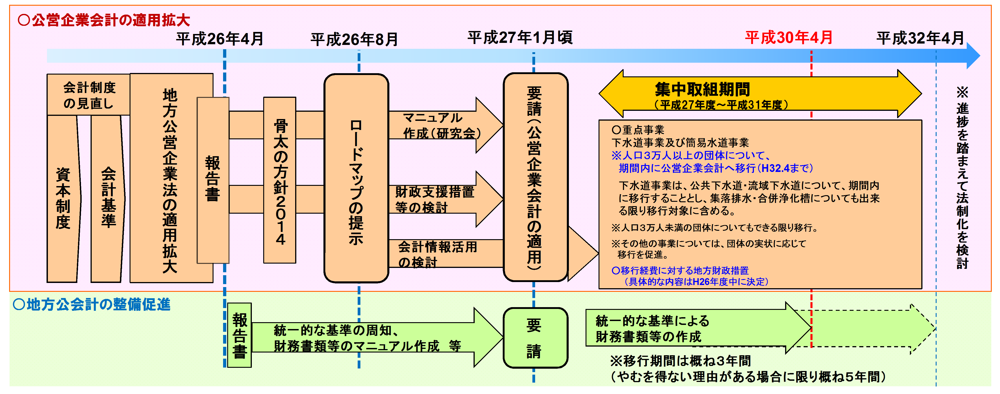 ○公営企業会計の適用拡大
平成26年4月
平成26年8月
平成27年1月頃
平成30年4月
平成32年4月
会計制度
の見直し
資本制度
会計基準
地方公営企業法の適用拡大
報告書
骨太の方針２０１４
ロードマップの提示
マニュアル
作成（研究会）
財政支援措置
等の検討
会計情報活用
の検討
要請（公営企業会計の適用）
集中取組期間
（平成27年度～平成31年度）
○重点事業
下水道事業及び簡易水道事業
※人口３万人以上の団体について、
期間内に公営企業会計へ移行（H32.4まで）
下水道事業は、公共下水道・流域下水道について、期間内
に移行することとし、集落排水・合併浄化槽についても出来
る限り移行対象に含める。
※人口３万人未満の団体についてもできる限り移行。
※その他の事業については、団体の実状に応じて
移行を促進。
○移行経費に対する地方財政措置
（具体的な内容はH26年度中に決定）
※進捗を踏まえて法制化を検討
○地方公会計の整備促進
報告書
統一的な基準の周知、
財務書類等のマニュアル作成　等
要請
統一的な基準による
財務書類等の作成
※移行期間は概ね３年間
（やむを得ない理由がある場合に限り概ね５年間）